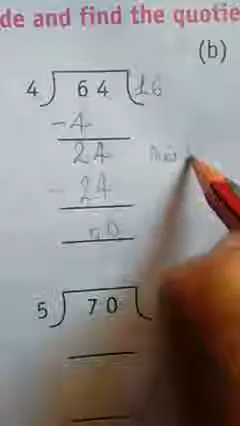 de and find the quotie
(b)
4 ) 64 ( 16
- 4
24
- 24
00
5 ) 70 (